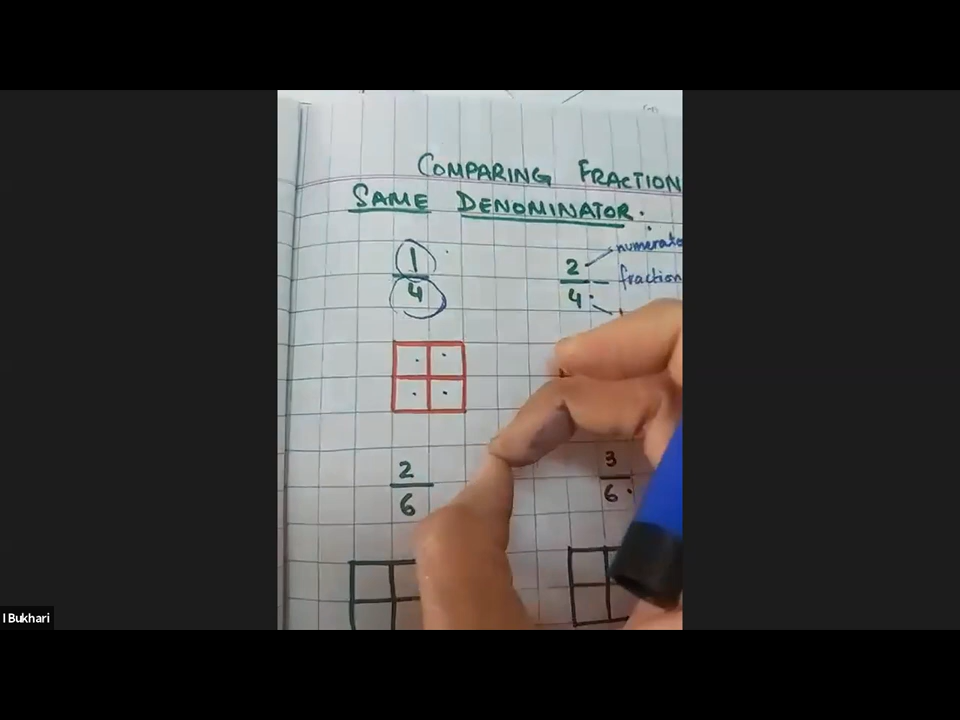 COMPARING FRACTION
SAME DENOMINATOR.
1
4
2
4
numerato
fraction
2
6
3
6
I Bukhari